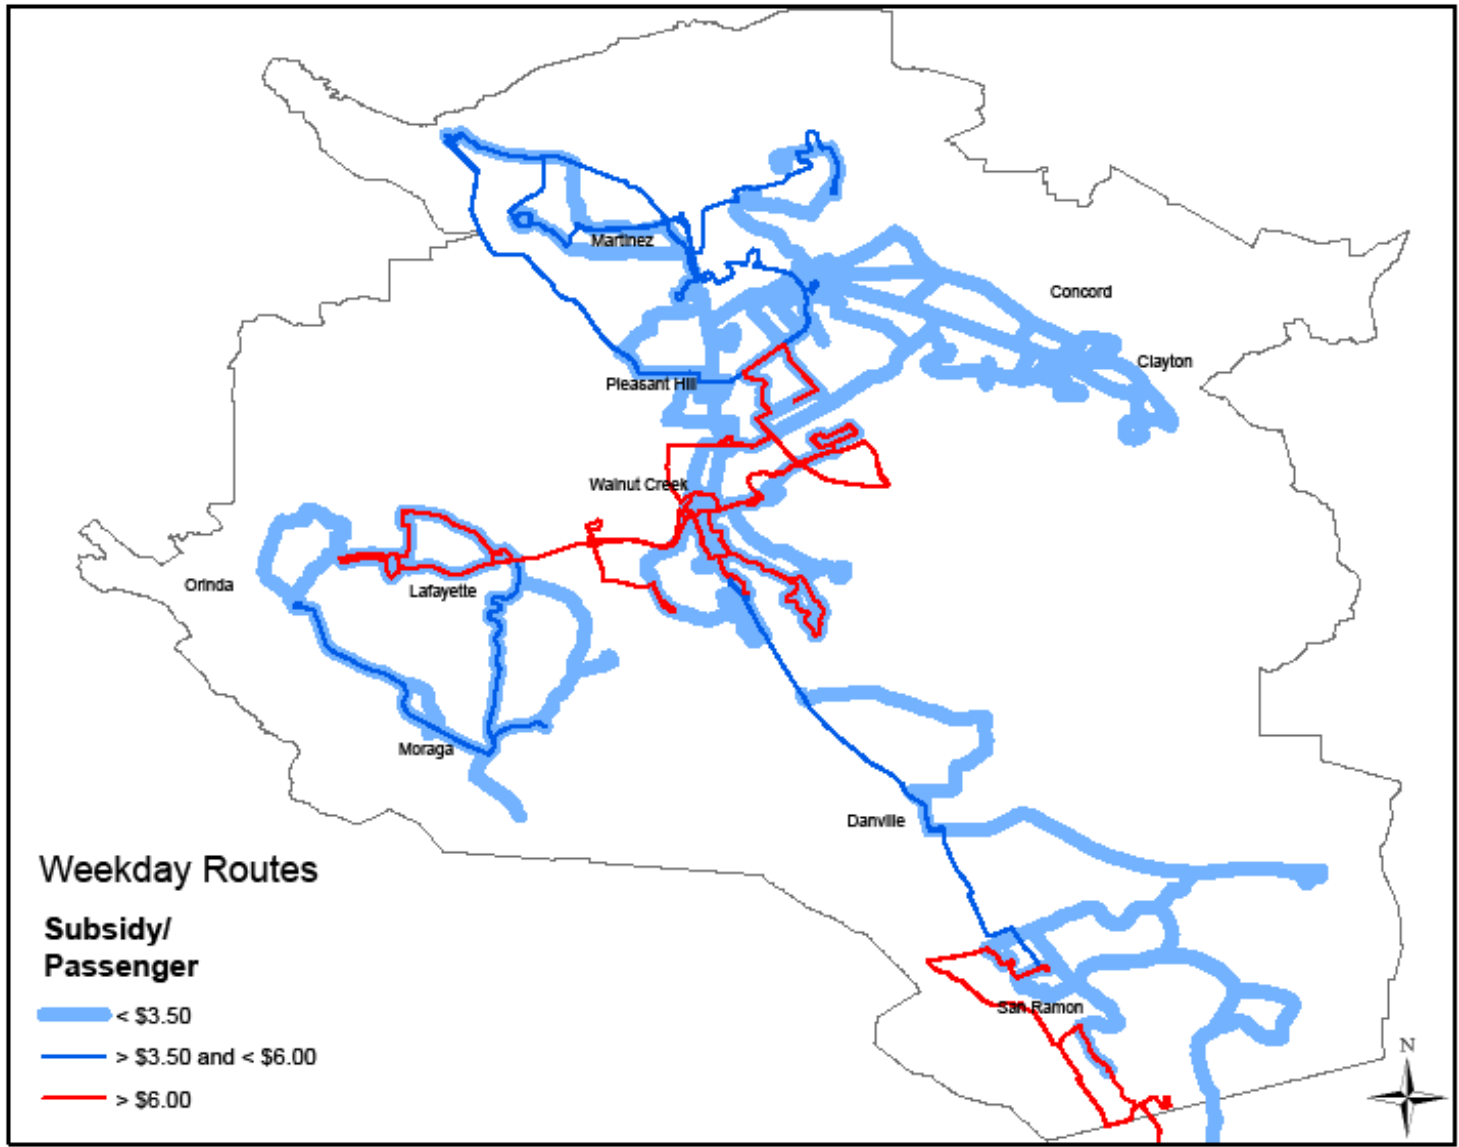 Martinez
Concord
Clayton
Pleasant Hill
Walnut Creek
Orinda
Lafayette
Moraga
Danville
San Ramon
Weekday Routes
Subsidy/
Passenger
< $3.50
> $3.50 and < $6.00
> $6.00
N